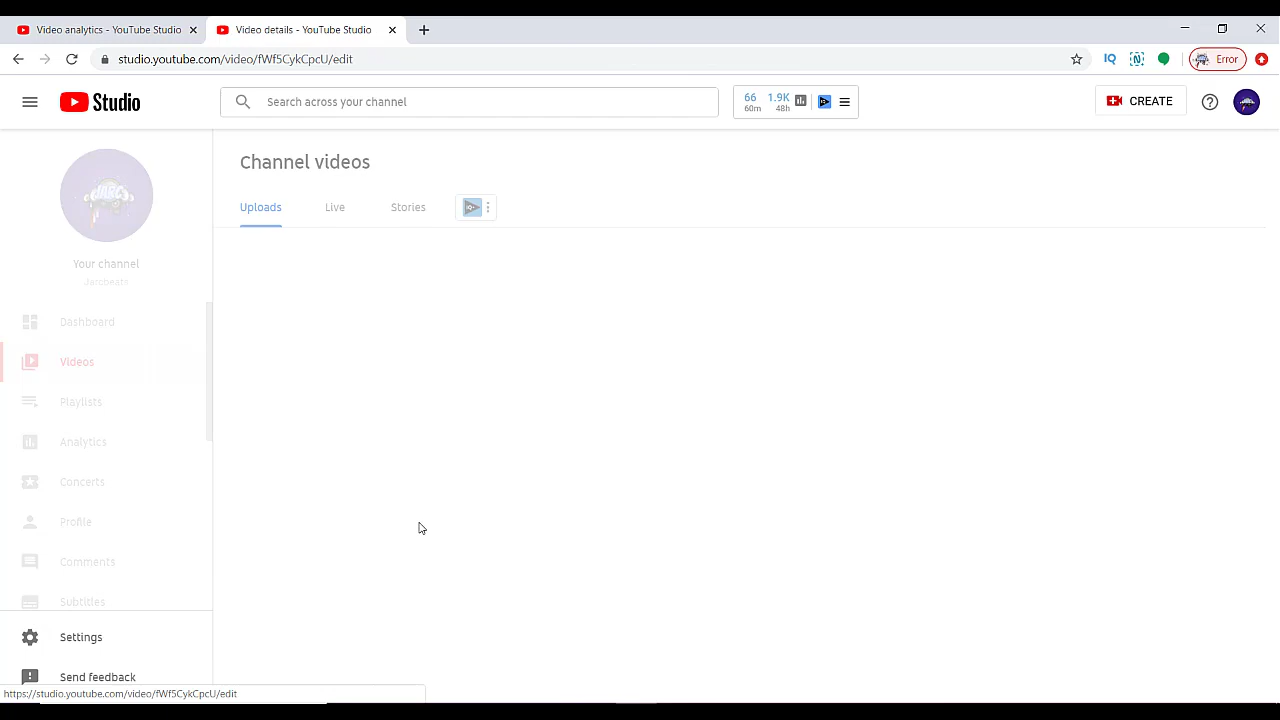 Video analytics - YouTube Studio
Video details - YouTube Studio
studio.youtube.com/video/fWf5CykCpcU/edit
IQ
N
Error
Studio
Search across your channel
66 1.9K
60m 48h
CREATE
Channel videos
Uploads Live Stories
JARC
Your channel
Jarcbeats
Dashboard
Videos
Playlists
Analytics
Concerts
Profile
Comments
Subtitles
Settings
Send feedback
https://studio.youtube.com/video/fWf5CykCpcU/edit